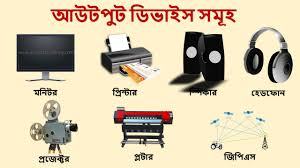 আউটপুট ডিভাইস সমূহ
মনিটর
প্রিন্টার
স্পিকার
হেডফোন
প্রজেক্টর
প্লটার
জিপিএস